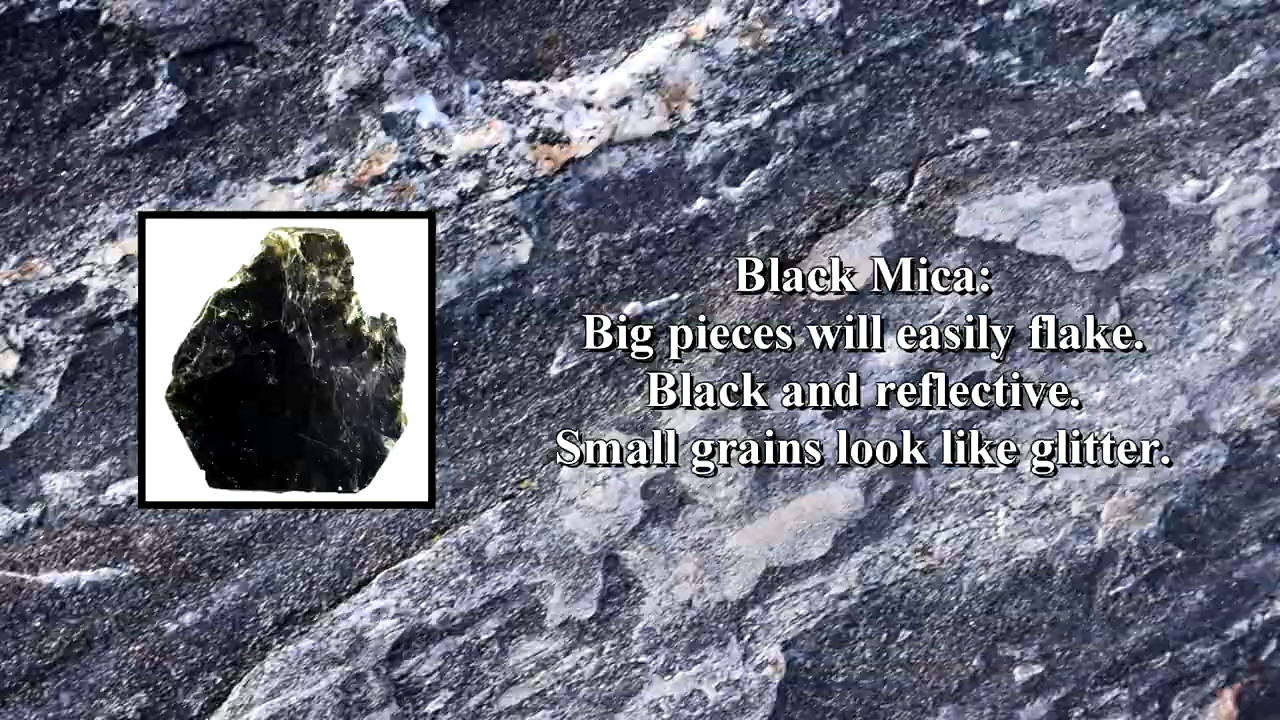 Black Mica:
Big pieces will easily flake.
Black and reflective.
Small grains look like glitter.